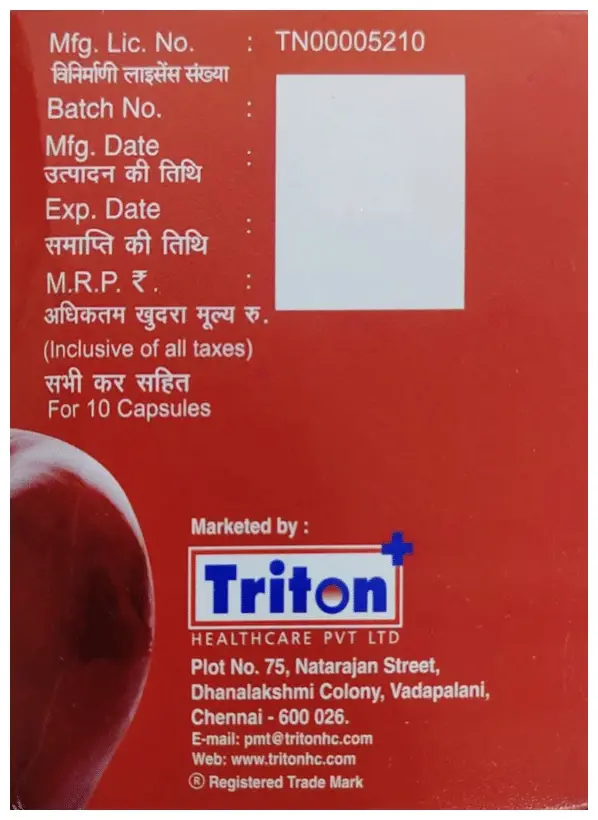 Mfg. Lic. No. : TN00005210
विनिर्माणी लाइसेंस संख्या
Batch No. :
Mfg. Date :
उत्पादन की तिथि
Exp. Date :
समाप्ति की तिथि
M.R.P. ₹ . :
अधिकतम खुदरा मूल्य रु.
(Inclusive of all taxes)
सभी कर सहित
For 10 Capsules
Marketed by :
Triton+
HEALTHCARE PVT LTD
Plot No. 75, Natarajan Street,
Dhanalakshmi Colony, Vadapalani,
Chennai - 600 026.
E-mail: pmt@tritonhc.com
Web: www.tritonhc.com
® Registered Trade Mark